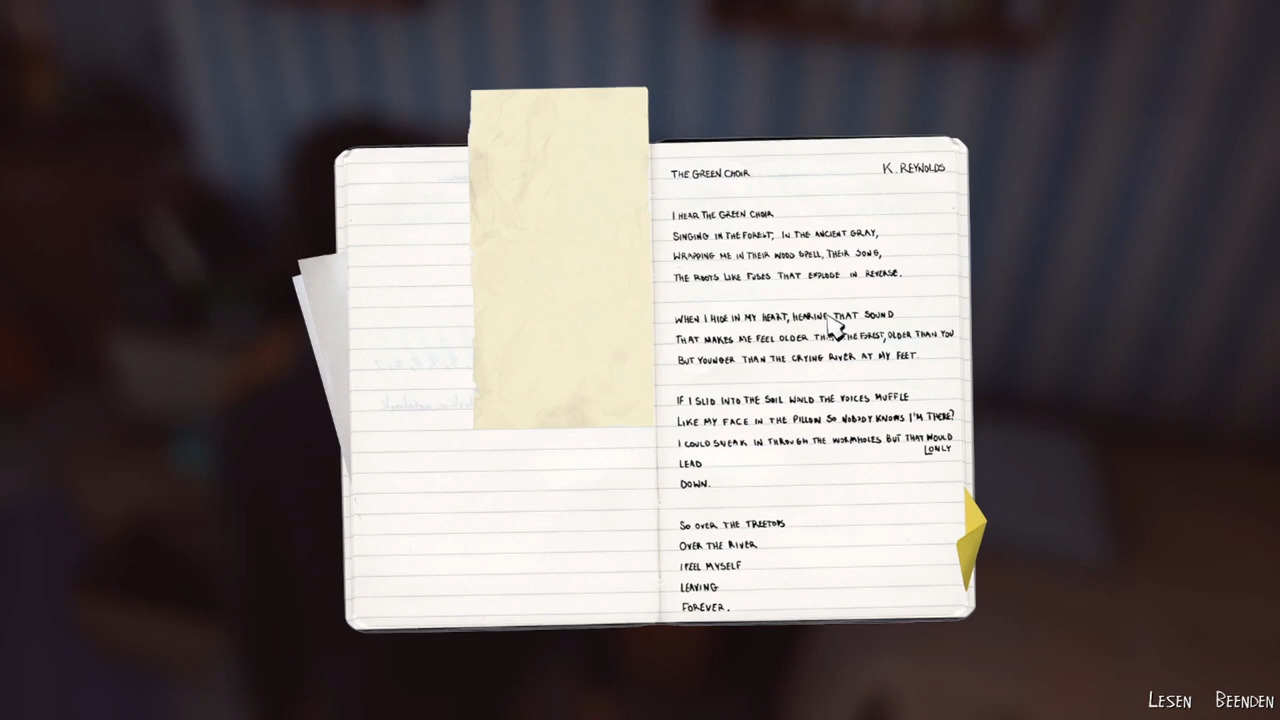 THE GREEN CHOIR K. REYNOLDS
I HEAR THE GREEN CHOIR
SINGING IN THE FOREST, IN THE ANCIENT GRAY,
WRAPPING ME IN THEIR WOOD SPELL, THEIR SONG,
THE ROOTS LIKE FUSES THAT EXPLODE IN REVERSE.
WHEN I HIDE IN MY HEART, HEARING THAT SOUND
THAT MAKES ME FEEL OLDER THAN THE FOREST, OLDER THAN YOU
BUT YOUNGER THAN THE CRYING RIVER AT MY FEET.
IF I SLID INTO THE SOIL WOULD THE VOICES MUFFLE
LIKE MY FACE IN THE PILLOW SO NOBODY KNOWS I'M THERE?
I COULD SNEAK IN THROUGH THE WORMHOLES BUT THAT WOULD
ONLY
LEAD
DOWN.
SO OVER THE TREETOPS
OVER THE RIVER
I FEEL MYSELF
LEAVING
FOREVER.
LESEN BEENDEN